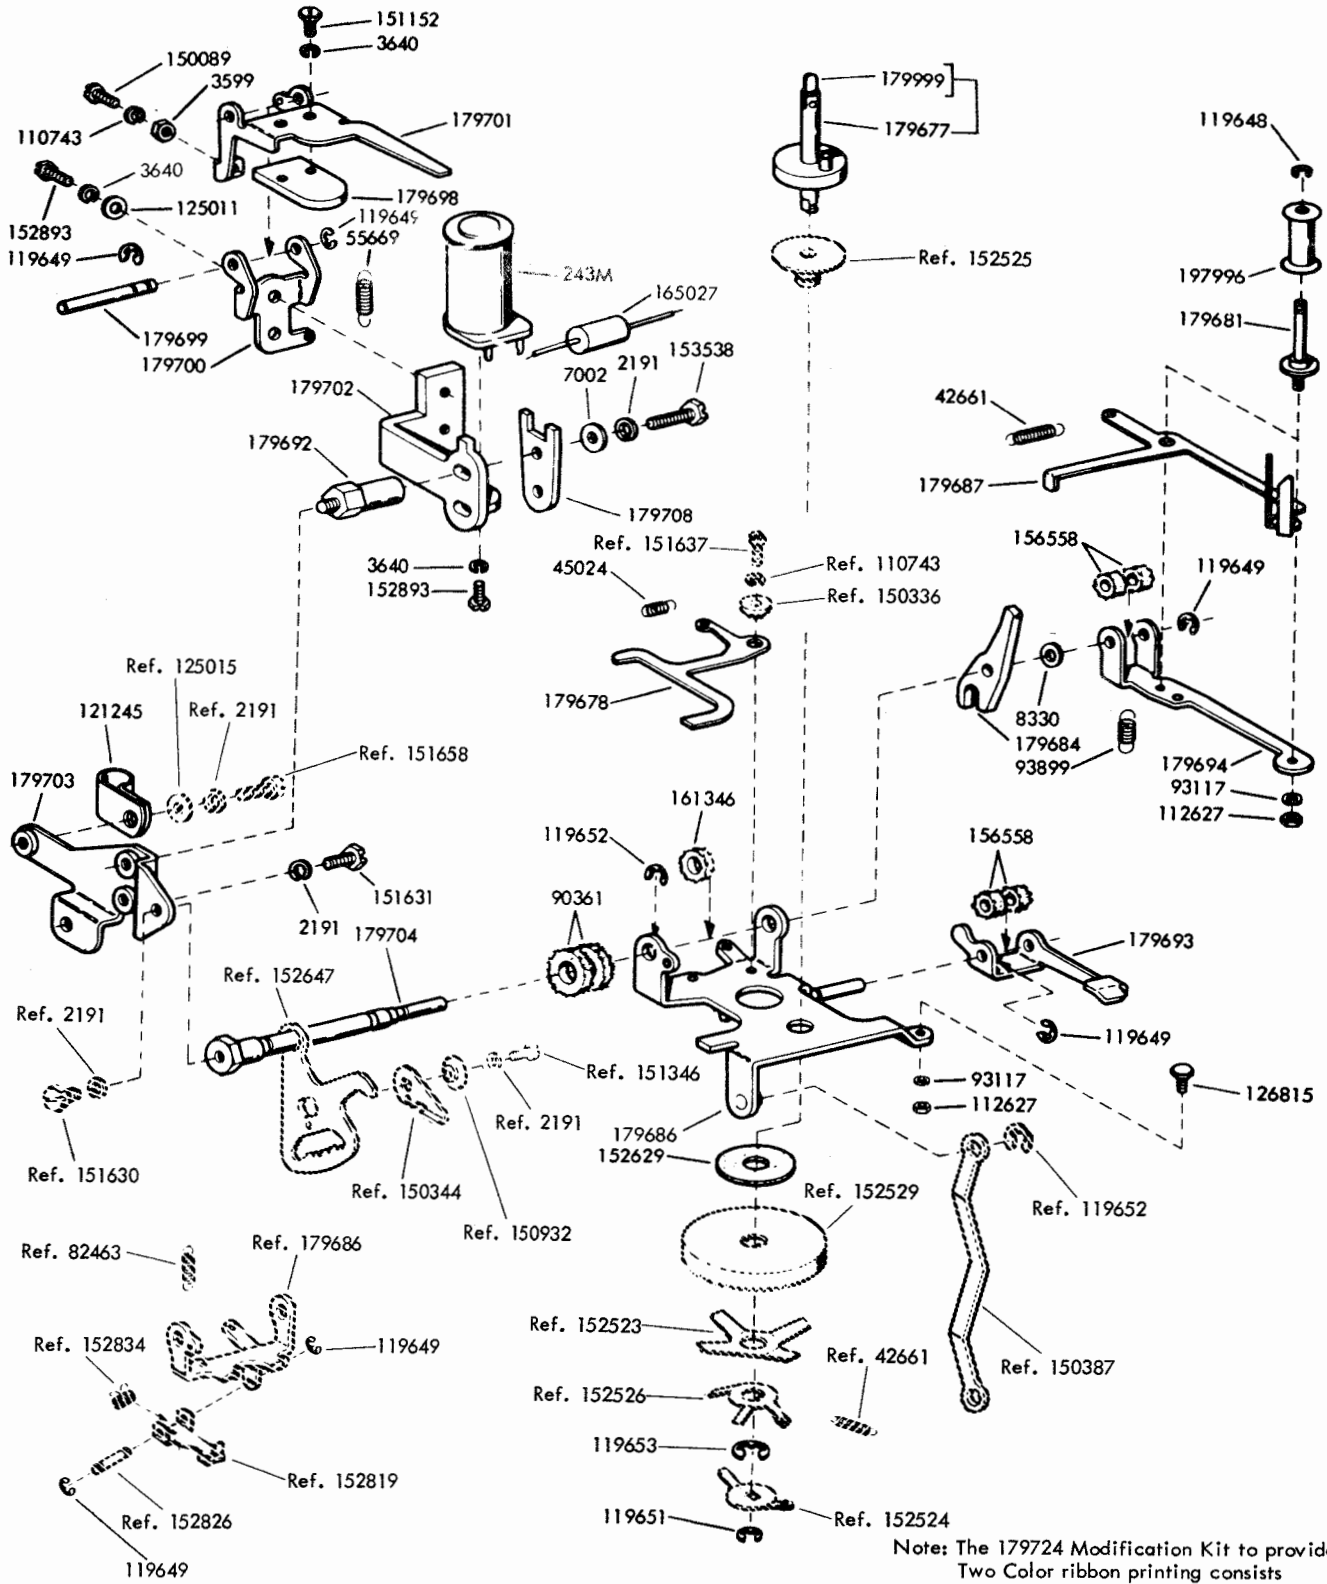 151152
3640
150089
3599
110743
179701
3640
179698
125011
152893
119649
119649
55669
243M
165027
179699
179700
153538
2191
7002
179702
179692
179708
179999
179677
Ref. 152525
119648
197996
179681
42661
179687
156558
119649
3640
152893
Ref. 151637
45024
Ref. 110743
Ref. 150336
179678
8330
179684
93899
179694
93117
112627
Ref. 125015
121245
Ref. 2191
179703
Ref. 151658
161346
119652
90361
156558
179693
151631
2191
179704
Ref. 152647
Ref. 2191
119649
93117
112627
126815
Ref. 151346
Ref. 2191
179686
152629
Ref. 151630
Ref. 150344
Ref. 150932
Ref. 152529
Ref. 119652
Ref. 82463
Ref. 179686
Ref. 152834
119649
Ref. 152523
Ref. 42661
Ref. 150387
Ref. 152526
119653
Ref. 152819
Ref. 152826
119649
119651
Ref. 152524
Note: The 179724 Modification Kit to provide
Two Color ribbon printing consists